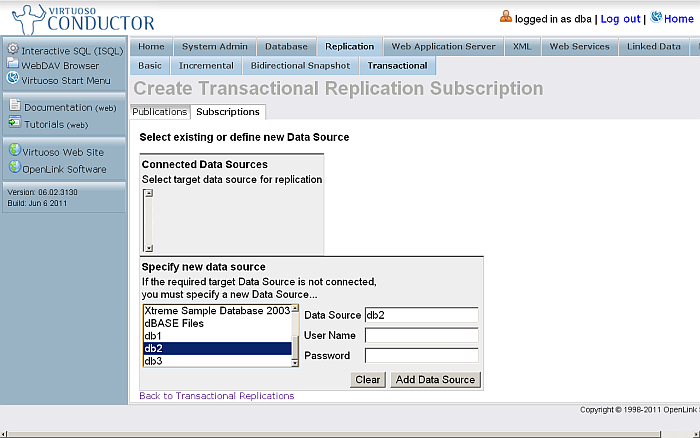 VIRTUOSO
CONDUCTOR
logged in as dba | Log out | Home
Interactive SQL (ISQL)
WebDAV Browser
Virtuoso Start Menu
Documentation (web)
Tutorials (web)
Virtuoso Web Site
OpenLink Software
Version: 06.02.3130
Build: Jun 6 2011
Home System Admin Database Replication Web Application Server XML Web Services Linked Data
Basic Incremental Bidirectional Snapshot Transactional
Create Transactional Replication Subscription
Publications Subscriptions
Select existing or define new Data Source
Connected Data Sources
Select target data source for replication
Specify new data source
If the required target Data Source is not connected,
you must specify a new Data Source...
Xtreme Sample Database 2003
dBASE Files
db1
db2
db3
Data Source db2
User Name
Password
Clear Add Data Source
Back to Transactional Replications
Copyright © 1998-2011 OpenLink